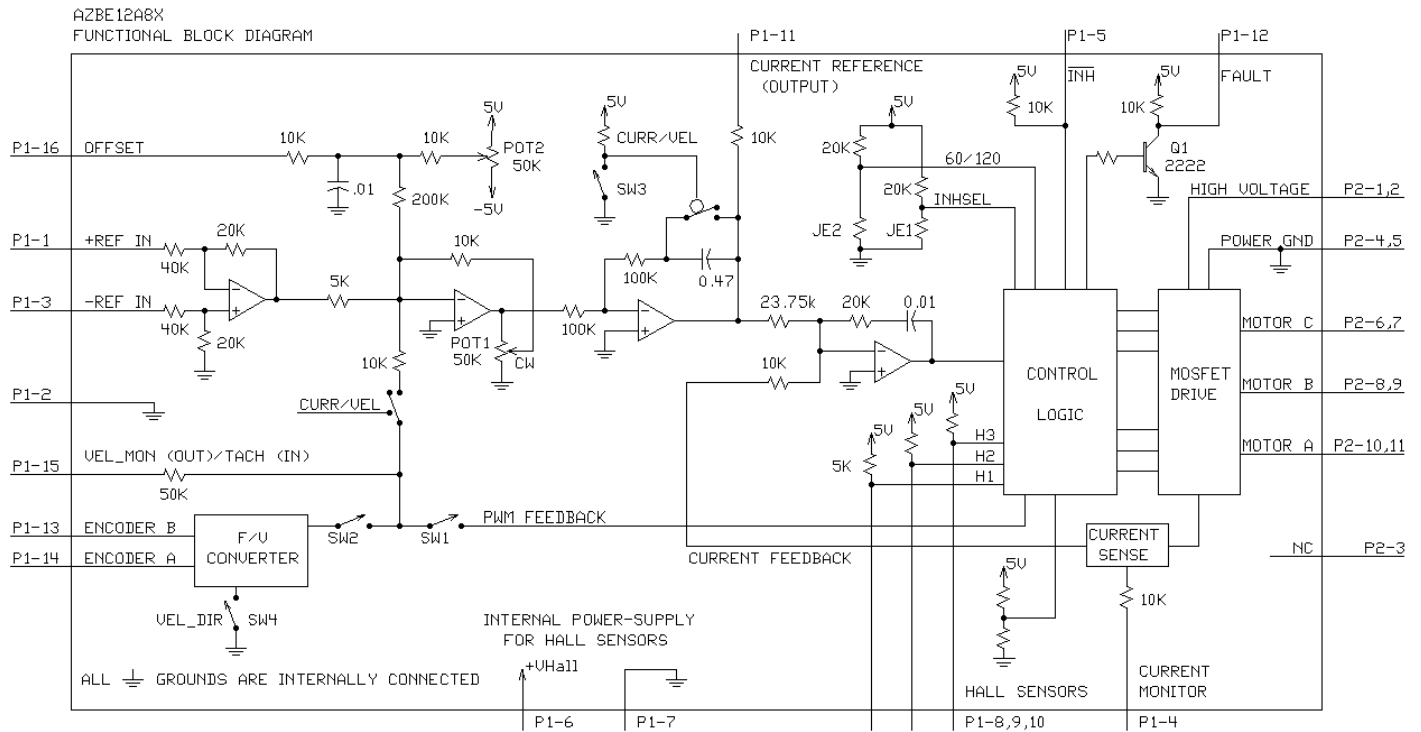 AZBE12A8X
FUNCTIONAL BLOCK DIAGRAM
P1-11
P1-5
P1-12
CURRENT REFERENCE
(OUTPUT)
5V
INH
10K
5V
FAULT
10K
Q1
2222
P1-16
OFFSET
10K
10K
5V
POT2
50K
-5V
.01
200K
5V
CURR/VEL
SW3
10K
5V
20K
60/120
20K
INHSEL
JE2
JE1
HIGH VOLTAGE
P2-1,2
POWER GND
P2-4,5
P1-1
+REF IN
40K
20K
10K
100K
0.47
P1-3
-REF IN
40K
20K
5K
POT1
50K
CW
100K
23.75k
20K
0.01
10K
CONTROL
LOGIC
MOSFET
DRIVE
MOTOR C
P2-6,7
MOTOR B
P2-8,9
MOTOR A
P2-10,11
10K
P1-2
CURR/VEL
5V
5V
5V
5K
H3
H2
H1
P1-15
VEL_MON (OUT)/TACH (IN)
50K
P1-13
ENCODER B
P1-14
ENCODER A
F/V
CONVERTER
SW2
SW1
PWM FEEDBACK
CURRENT FEEDBACK
CURRENT
SENSE
NC
P2-3
VEL_DIR
SW4
5V
10K
INTERNAL POWER-SUPPLY
FOR HALL SENSORS
+VHall
ALL GROUNDS ARE INTERNALLY CONNECTED
HALL SENSORS
CURRENT
MONITOR
P1-6
P1-7
P1-8,9,10
P1-4